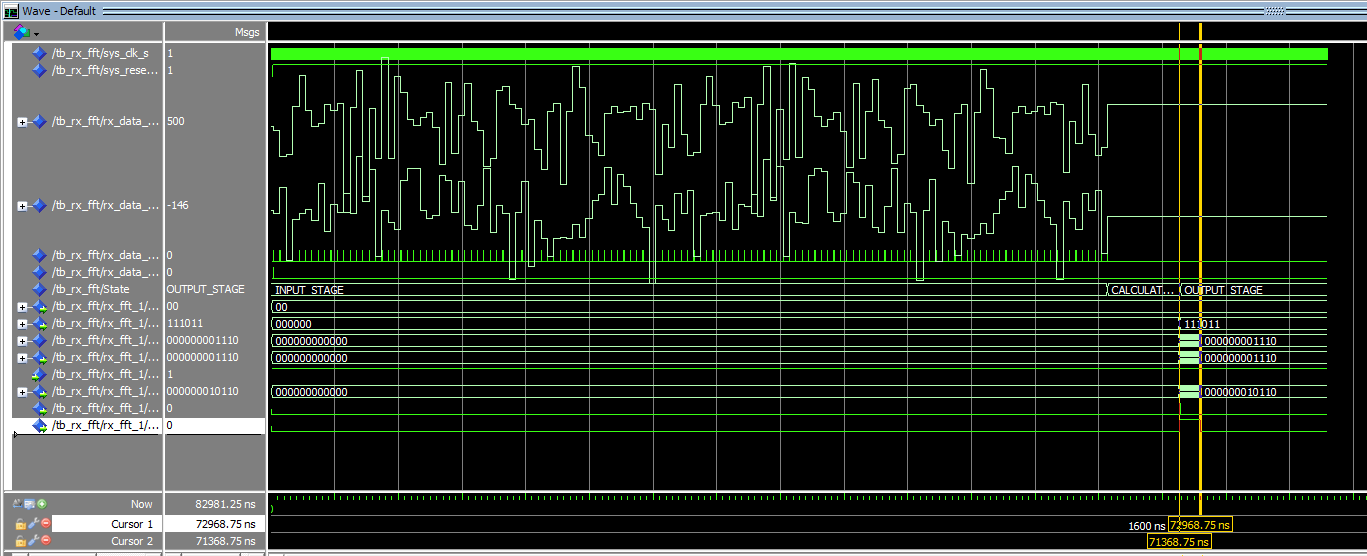 Wave - Default
Msgs
/tb_rx_fft/sys_clk_s 1
/tb_rx_fft/sys_rese... 1
/tb_rx_fft/rx_data_... 500
/tb_rx_fft/rx_data_... -146
/tb_rx_fft/rx_data_... 0
/tb_rx_fft/rx_data_... 0
/tb_rx_fft/State OUTPUT_STAGE INPUT_STAGE CALCULAT... OUTPUT_STAGE
/tb_rx_fft/rx_fft_1/... 00 00
/tb_rx_fft/rx_fft_1/... 111011 000000 111011
/tb_rx_fft/rx_fft_1/... 000000001110 000000000000 000000001110
/tb_rx_fft/rx_fft_1/... 000000001110 000000000000 000000001110
/tb_rx_fft/rx_fft_1/... 1
/tb_rx_fft/rx_fft_1/... 000000010110 000000000000 000000010110
/tb_rx_fft/rx_fft_1/... 0
/tb_rx_fft/rx_fft_1/... 0
Now 82981.25 ns
Cursor 1 72968.75 ns 1600 ns 72968.75 ns
Cursor 2 71368.75 ns 71368.75 ns